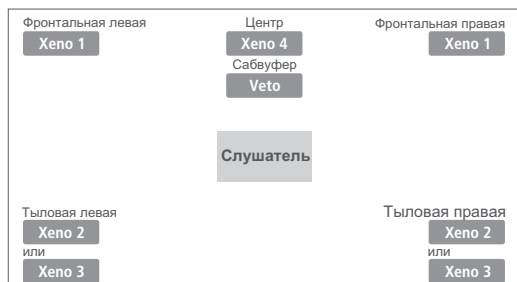 Фронтальная левая
Xeno 1
Центр
Xeno 4
Фронтальная правая
Xeno 1
Сабвуфер
Veto
Слушатель
Тыловая левая
Xeno 2
или
Xeno 3
Тыловая правая
Xeno 2
или
Xeno 3